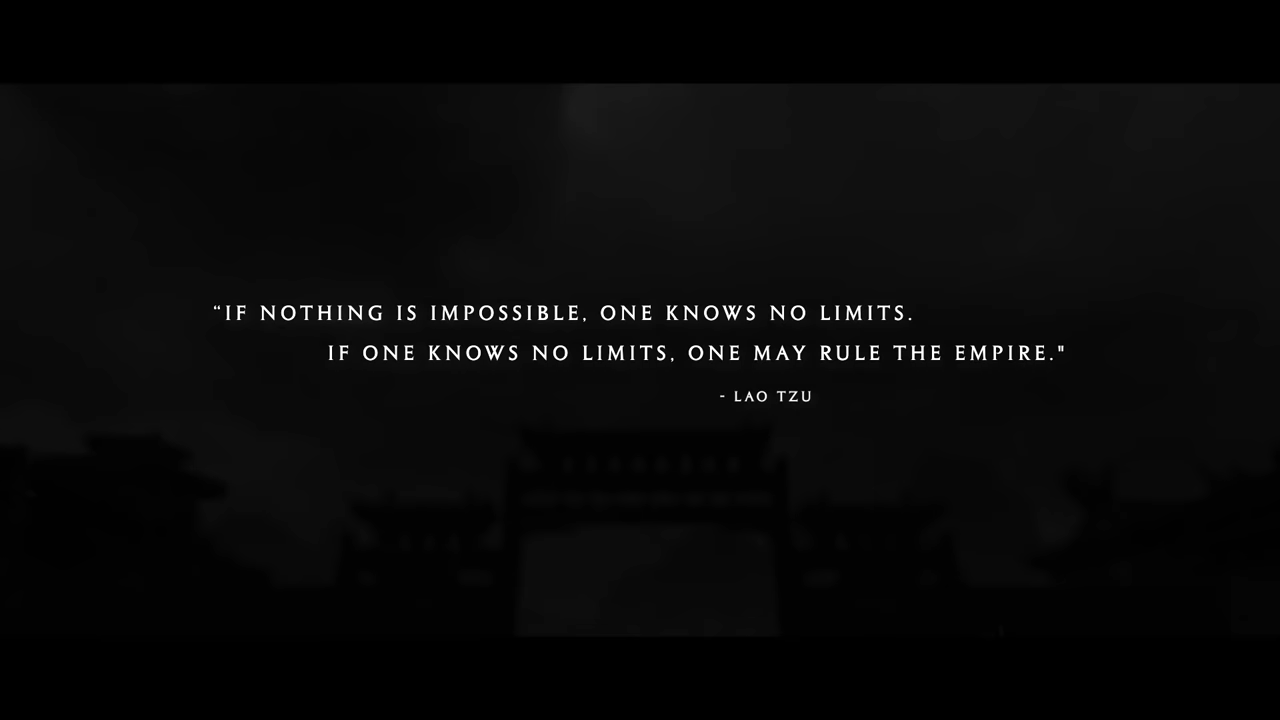 “IF NOTHING IS IMPOSSIBLE, ONE KNOWS NO LIMITS.
IF ONE KNOWS NO LIMITS, ONE MAY RULE THE EMPIRE."
- LAO TZU